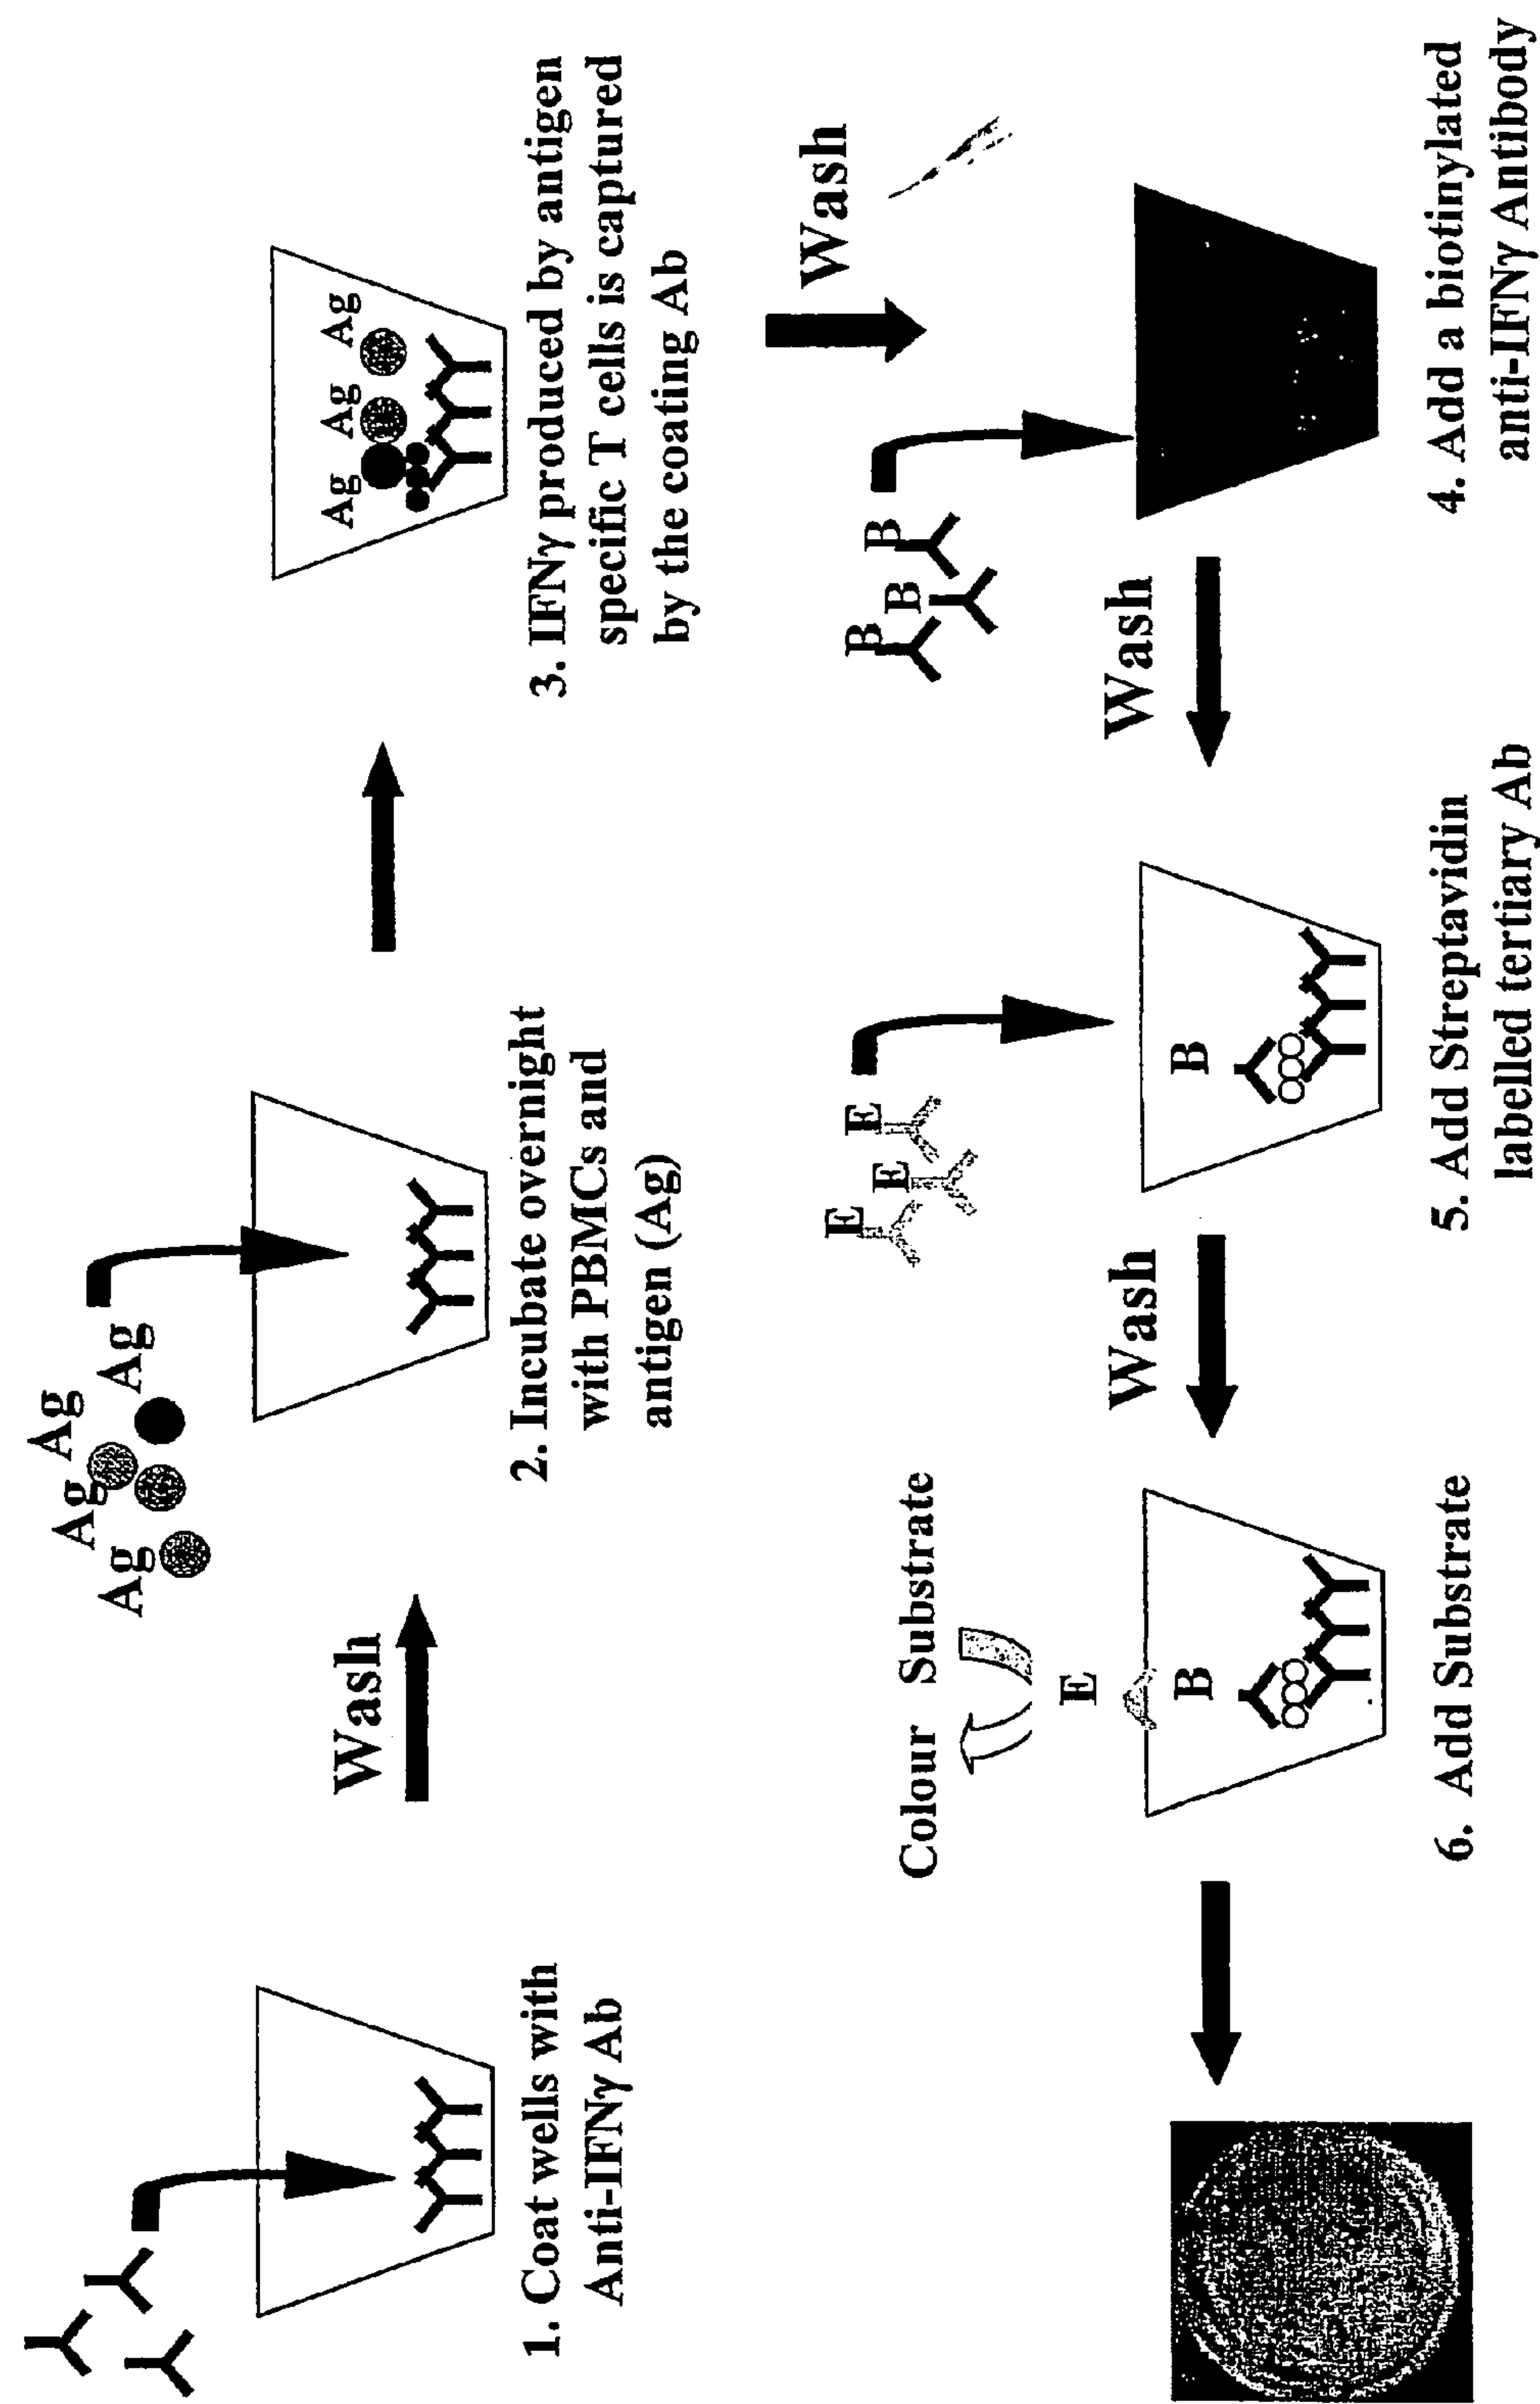 1. Coat wells with
Anti-IFNγ Ab
Wash
Ag
Ag
Ag
Ag
2. Incubate overnight
with PBMCs and
antigen (Ag)
Ag
Ag
Ag
3. IFNγ produced by antigen
specific T cells is captured
by the coating Ab
Wash
B
B
B
4. Add a biotinylated
anti-IFNγ Antibody
Wash
E
E
E
B
5. Add Streptavidin
labelled tertiary Ab
Wash
Colour Substrate
E
B
6. Add Substrate